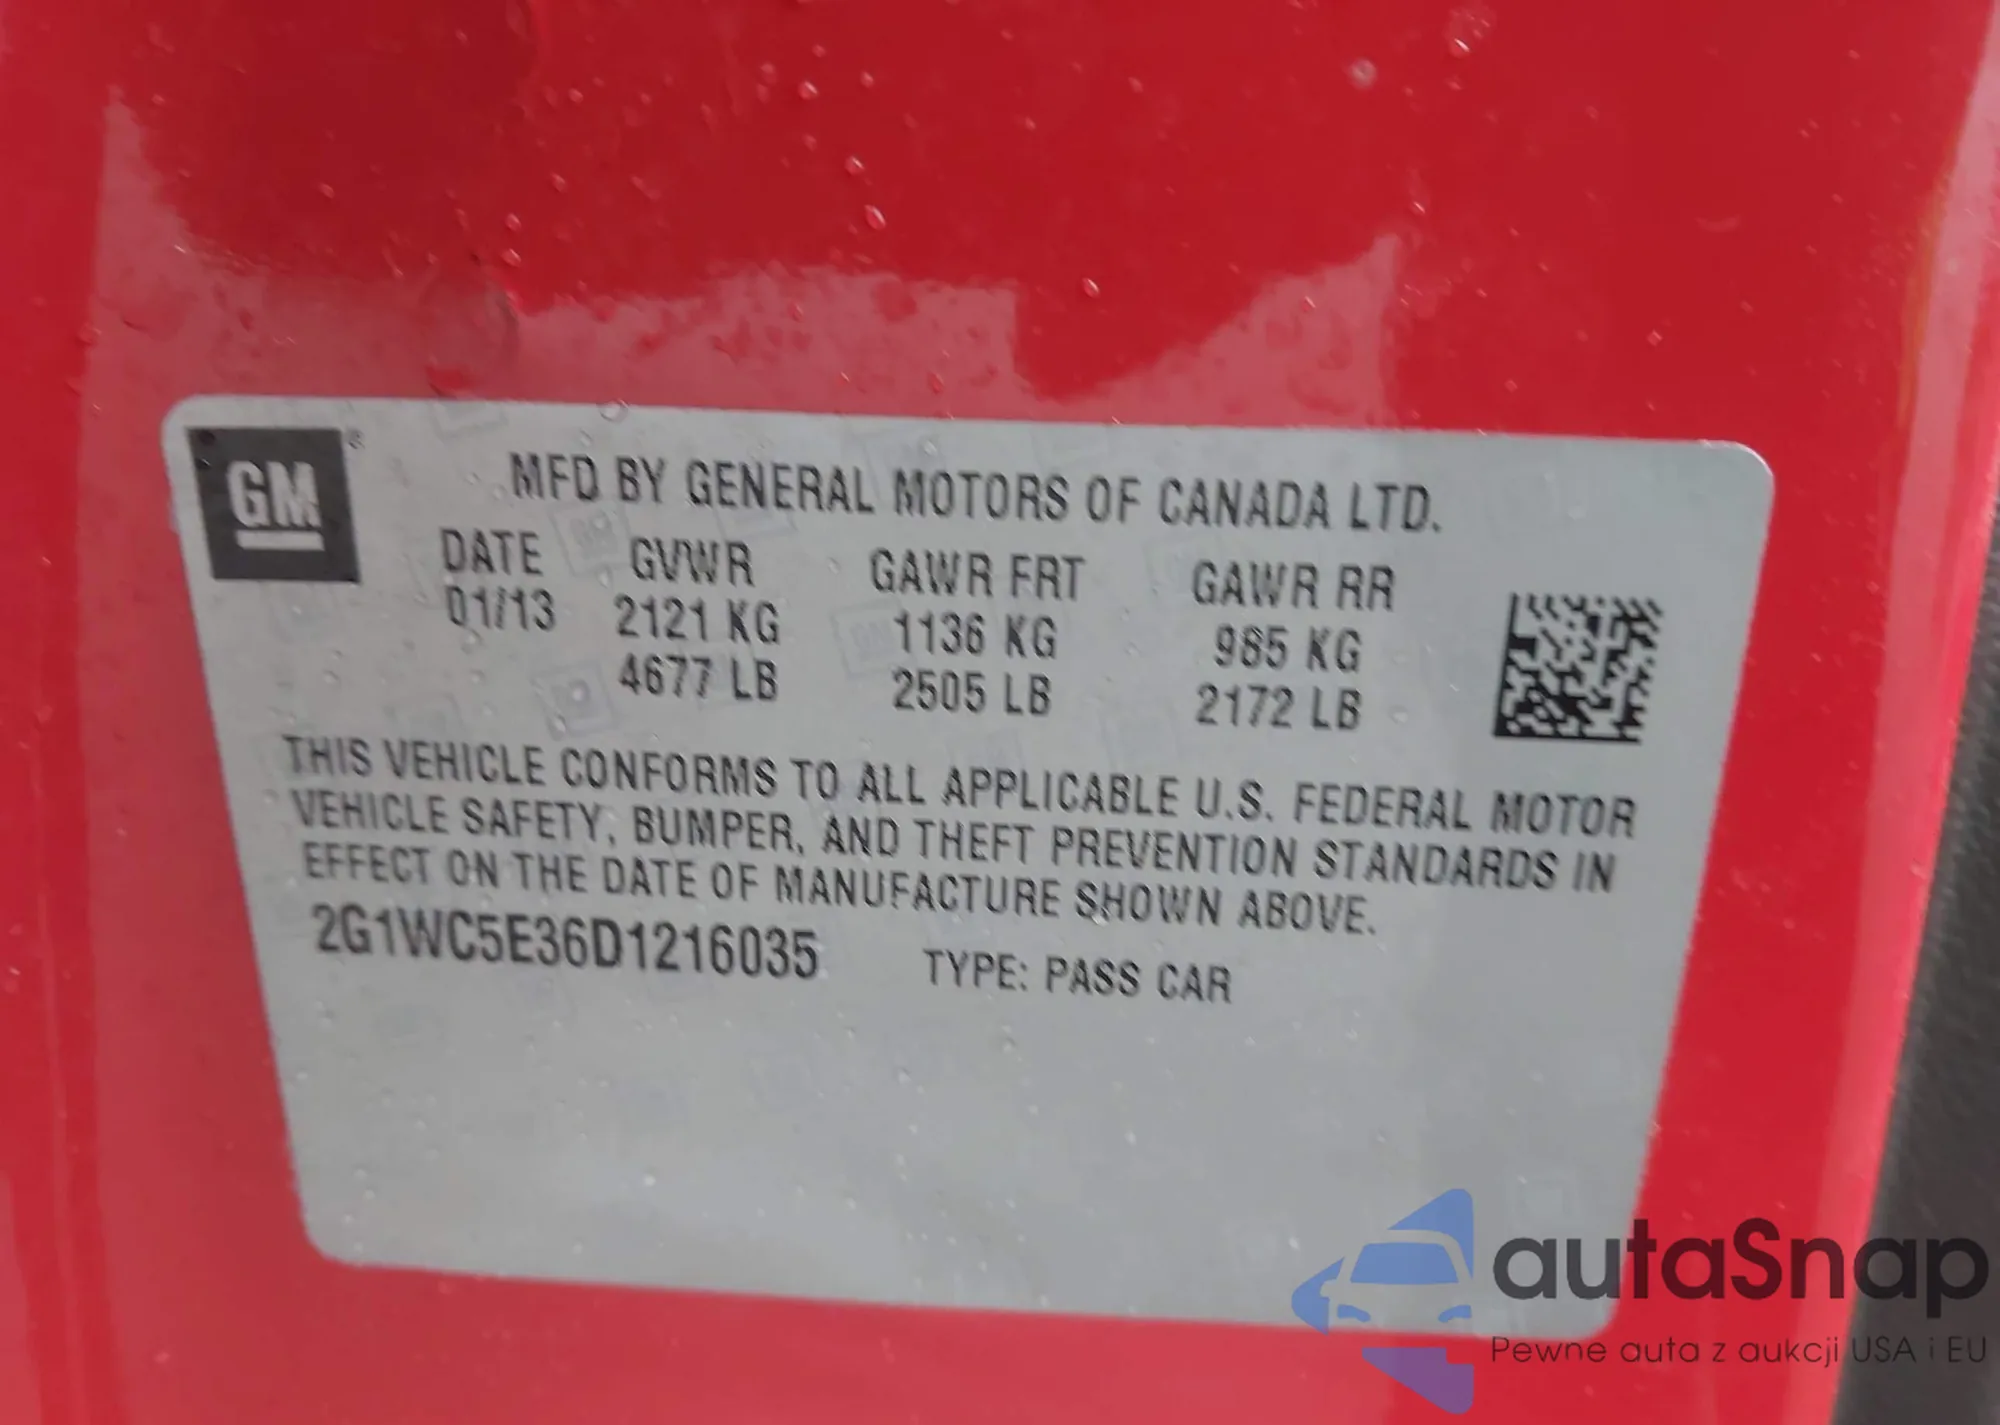 GM
MFD BY GENERAL MOTORS OF CANADA LTD.
DATE GVWR GAWR FRT GAWR RR
01/13 2121 KG 1136 KG 985 KG
4677 LB 2505 LB 2172 LB
THIS VEHICLE CONFORMS TO ALL APPLICABLE U.S. FEDERAL MOTOR
VEHICLE SAFETY, BUMPER, AND THEFT PREVENTION STANDARDS IN
EFFECT ON THE DATE OF MANUFACTURE SHOWN ABOVE.
2G1WC5E36D1216035 TYPE: PASS CAR
autaSnap
Pewne auta z aukcji USA i EU